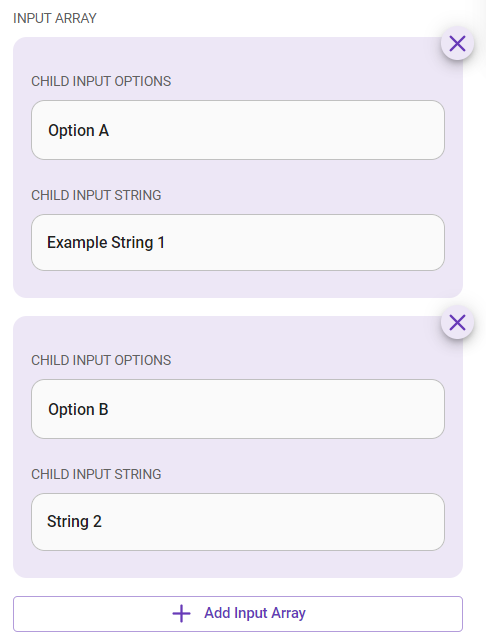 INPUT ARRAY
CHILD INPUT OPTIONS
Option A
CHILD INPUT STRING
Example String 1
CHILD INPUT OPTIONS
Option B
CHILD INPUT STRING
String 2
Add Input Array